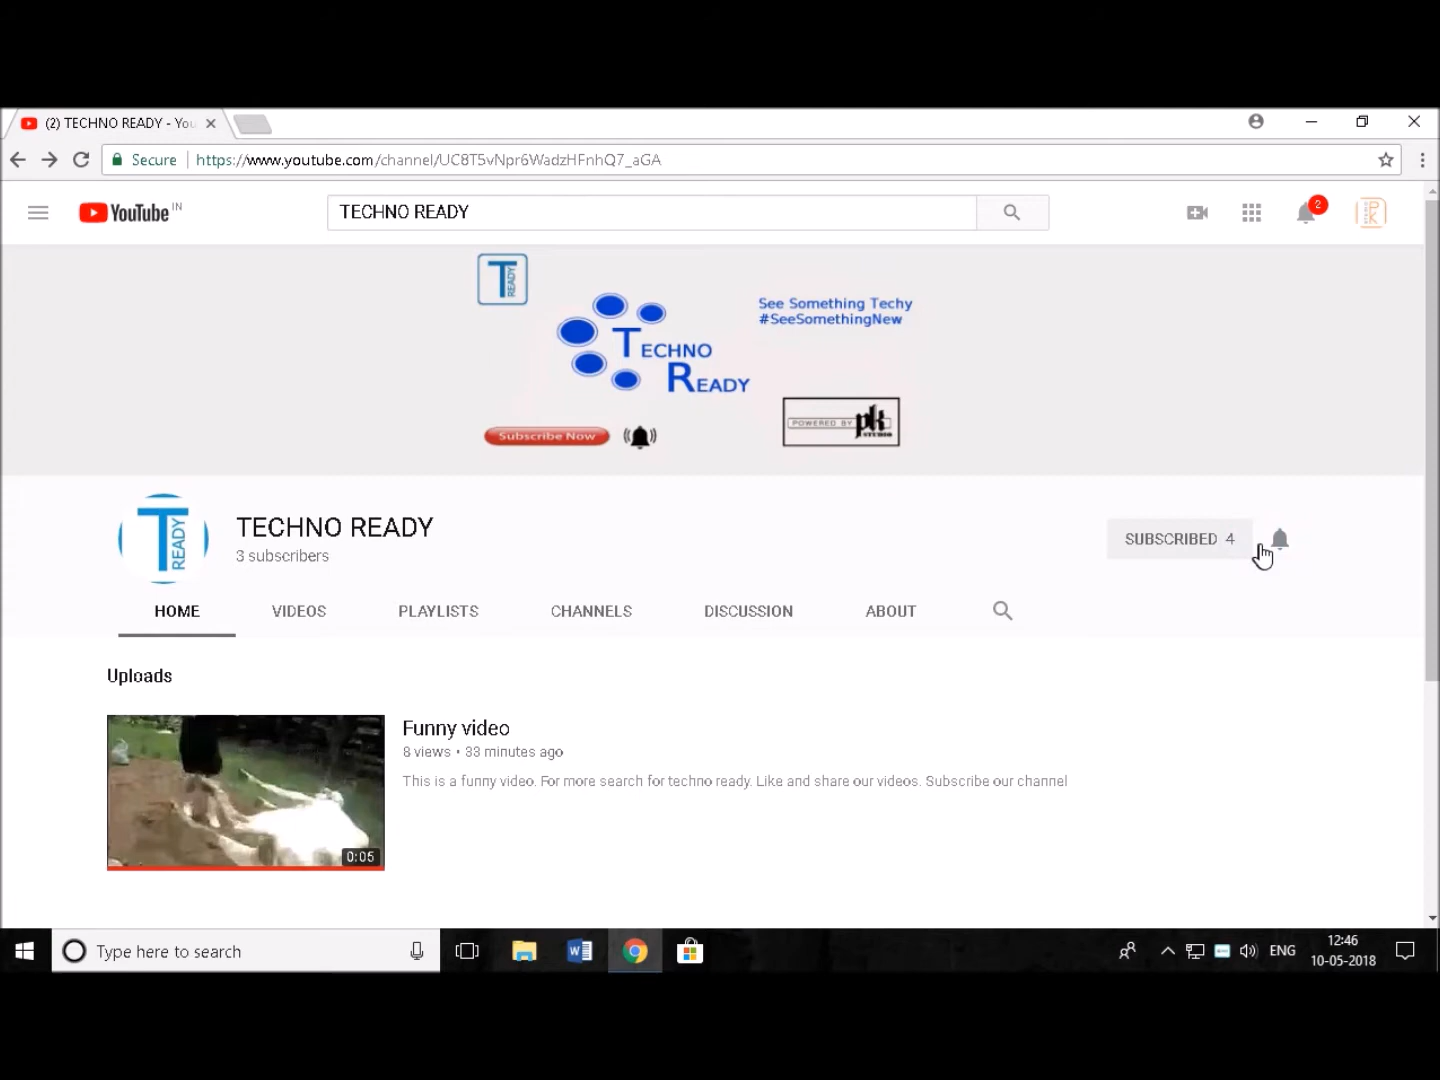 (2) TECHNO READY - You
Secure
https://www.youtube.com/channel/UC8T5vNpr6WadzHFnhQ7_aGA
YouTube IN
TECHNO READY
2
PK
T READY
See Something Techy
#SeeSomethingNew
TECHNO
READY
POWERED BY pk STUDIO
Subscribe Now
T READY
TECHNO READY
3 subscribers
SUBSCRIBED 4
HOME
VIDEOS
PLAYLISTS
CHANNELS
DISCUSSION
ABOUT
Uploads
Funny video
8 views • 33 minutes ago
This is a funny video. For more search for techno ready. Like and share our videos. Subscribe our channel
0:05
Type here to search
ENG
12:46
10-05-2018